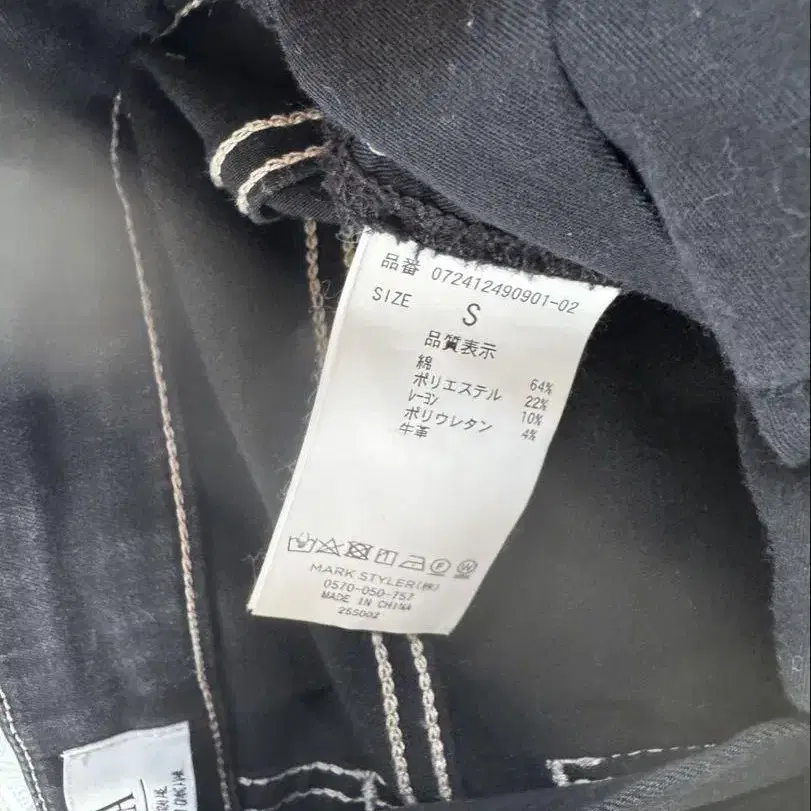 品番 072412490901-02
SIZE S
品質表示
綿 64%
ポリエステル 22%
レーヨン 10%
ポリウレタン 4%
牛革
MARK STYLER(株)
0570-050-757
MADE IN CHINA
255002